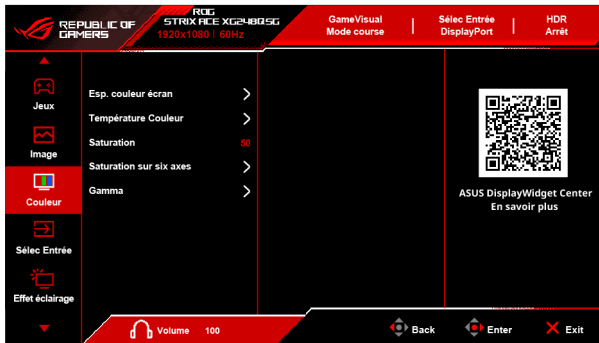 REPUBLIC OF
GAMERS
ROG
STRIX ACE XG248QSG
1920x1080 | 60Hz
GameVisual
Mode course
Sélec Entrée
DisplayPort
HDR
Arrêt
Jeux
Image
Couleur
Sélec Entrée
Effet éclairage
Esp. couleur écran
Température Couleur
Saturation 50
Saturation sur six axes
Gamma
ASUS DisplayWidget Center
En savoir plus
Volume 100
Back
Enter
Exit